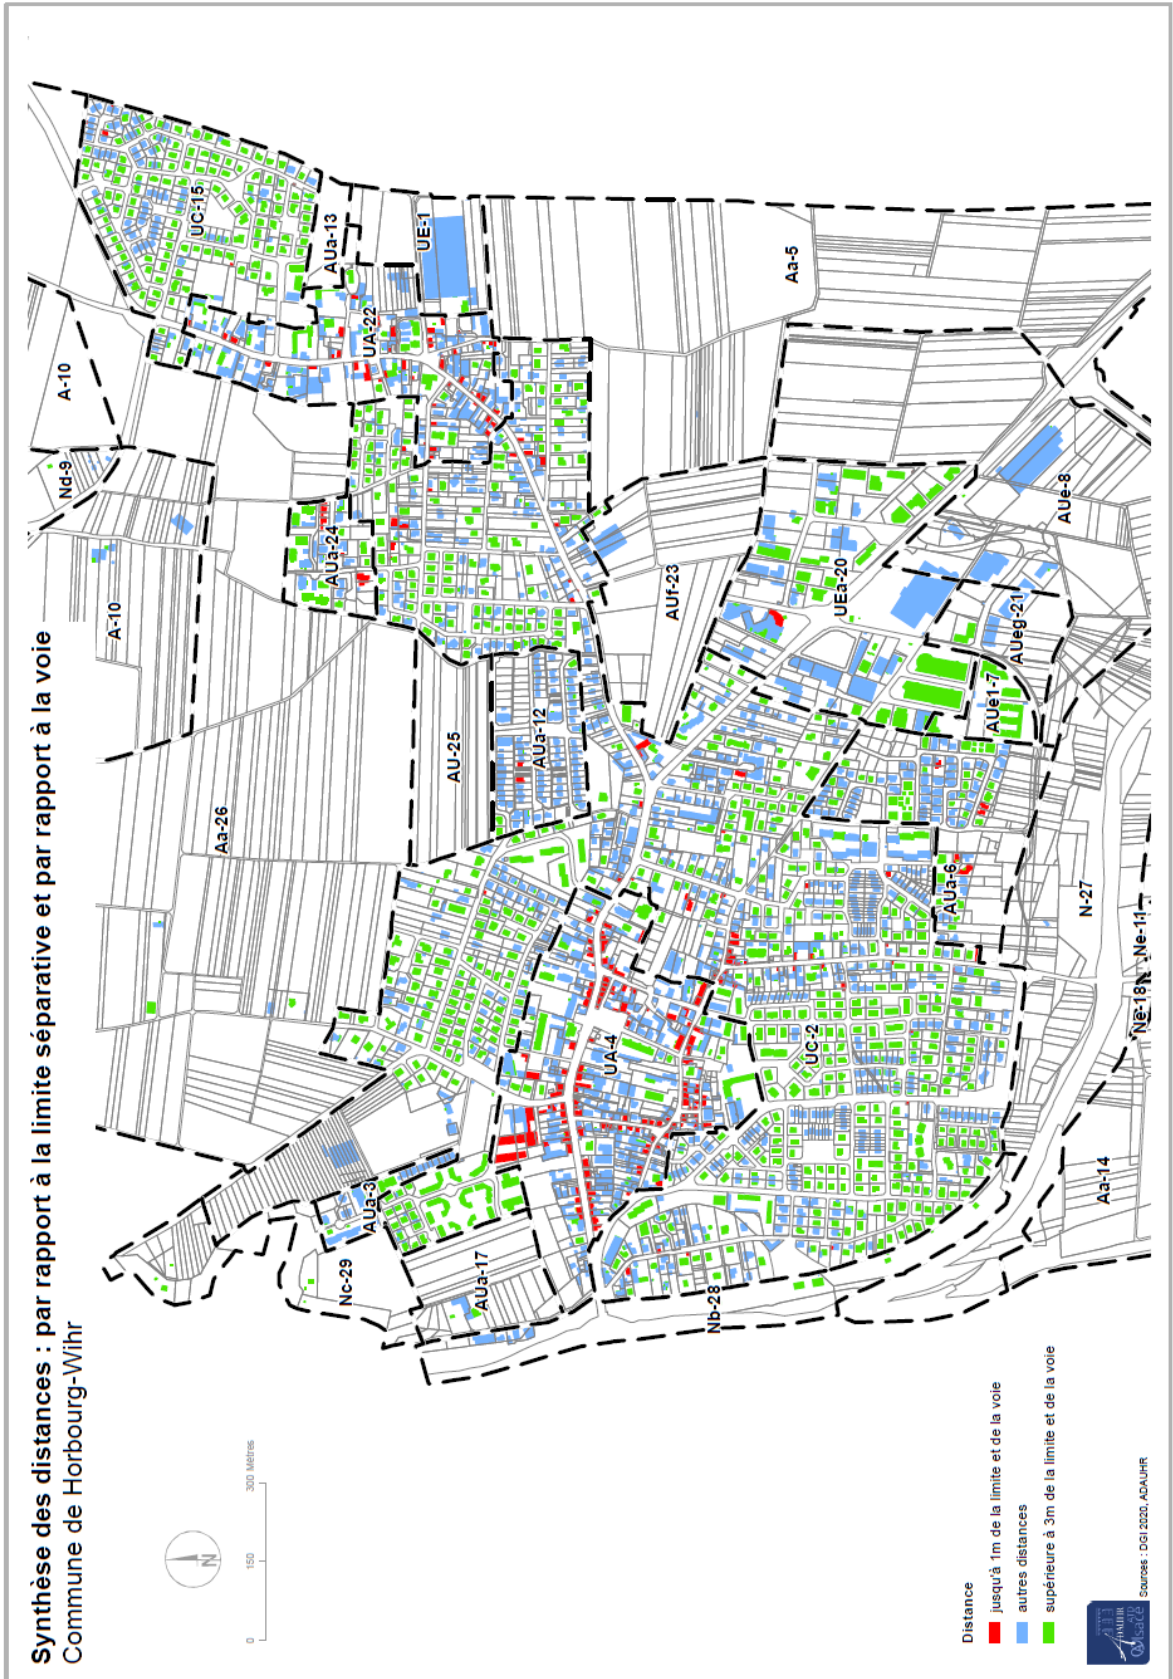 Synthèse des distances : par rapport à la limite séparative et par rapport à la voie
Commune de Horbourg-Wihr
N
0 150 300 Mètres
UC-15
AUa-13
UE-1
UA-22
Aa-5
A-10
Nd-9
AUa-24
A-10
AUf-23
UEa-20
AUe-8
AUeg-21
AUe1-7
AU-25
AUa-12
Aa-26
AUa-6
N-27
Ne-11
Ne-18
UA-4
UC-2
Aa-14
AUa-3
Nc-29
AUa-17
Nb-28
Distance
jusqu'à 1m de la limite et de la voie
autres distances
supérieure à 3m de la limite et de la voie
ADAUHR
ATD
Alsace
Sources : DGI 2020, ADAUHR